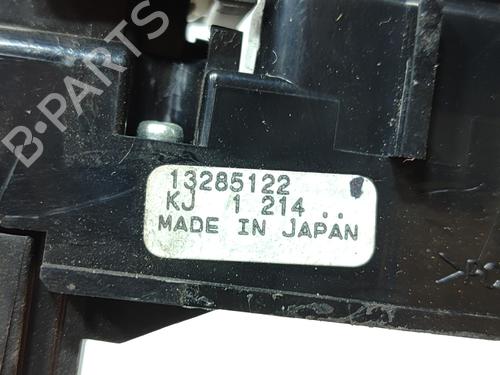 B-PARTS
13285122
KJ 1 214 ..
MADE IN JAPAN